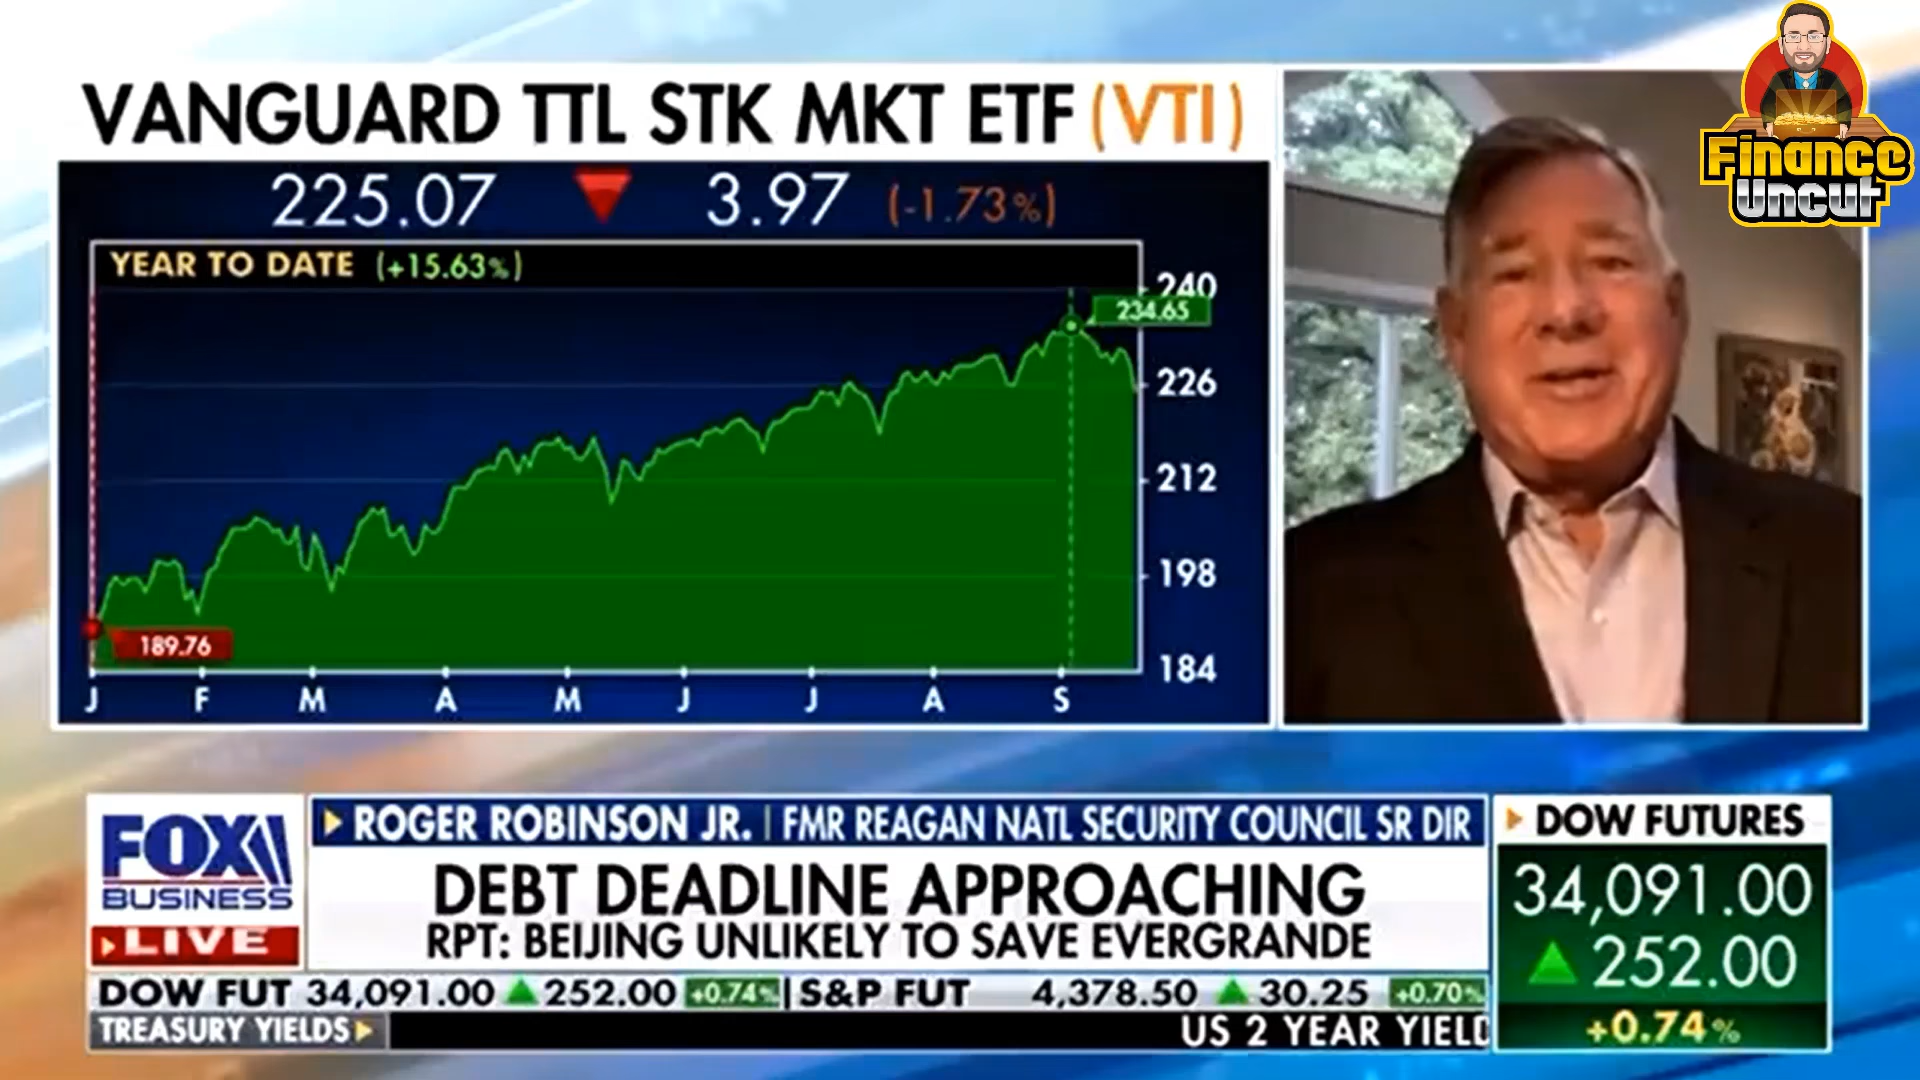 VANGUARD TTL STK MKT ETF (VTI)
225.07 ▼ 3.97 (-1.73%)
YEAR TO DATE (+15.63%)
240
234.65
226
212
198
189.76
184
J F M A M J J A S
Finance
Uncut
FOX
BUSINESS
LIVE
ROGER ROBINSON JR. | FMR REAGAN NATL SECURITY COUNCIL SR DIR
DEBT DEADLINE APPROACHING
RPT: BEIJING UNLIKELY TO SAVE EVERGRANDE
DOW FUTURES
34,091.00
▲ 252.00
+0.74%
DOW FUT 34,091.00 ▲ 252.00 +0.74% | S&P FUT 4,378.50 ▲ 30.25 +0.70%
TREASURY YIELDS US 2 YEAR YIELD